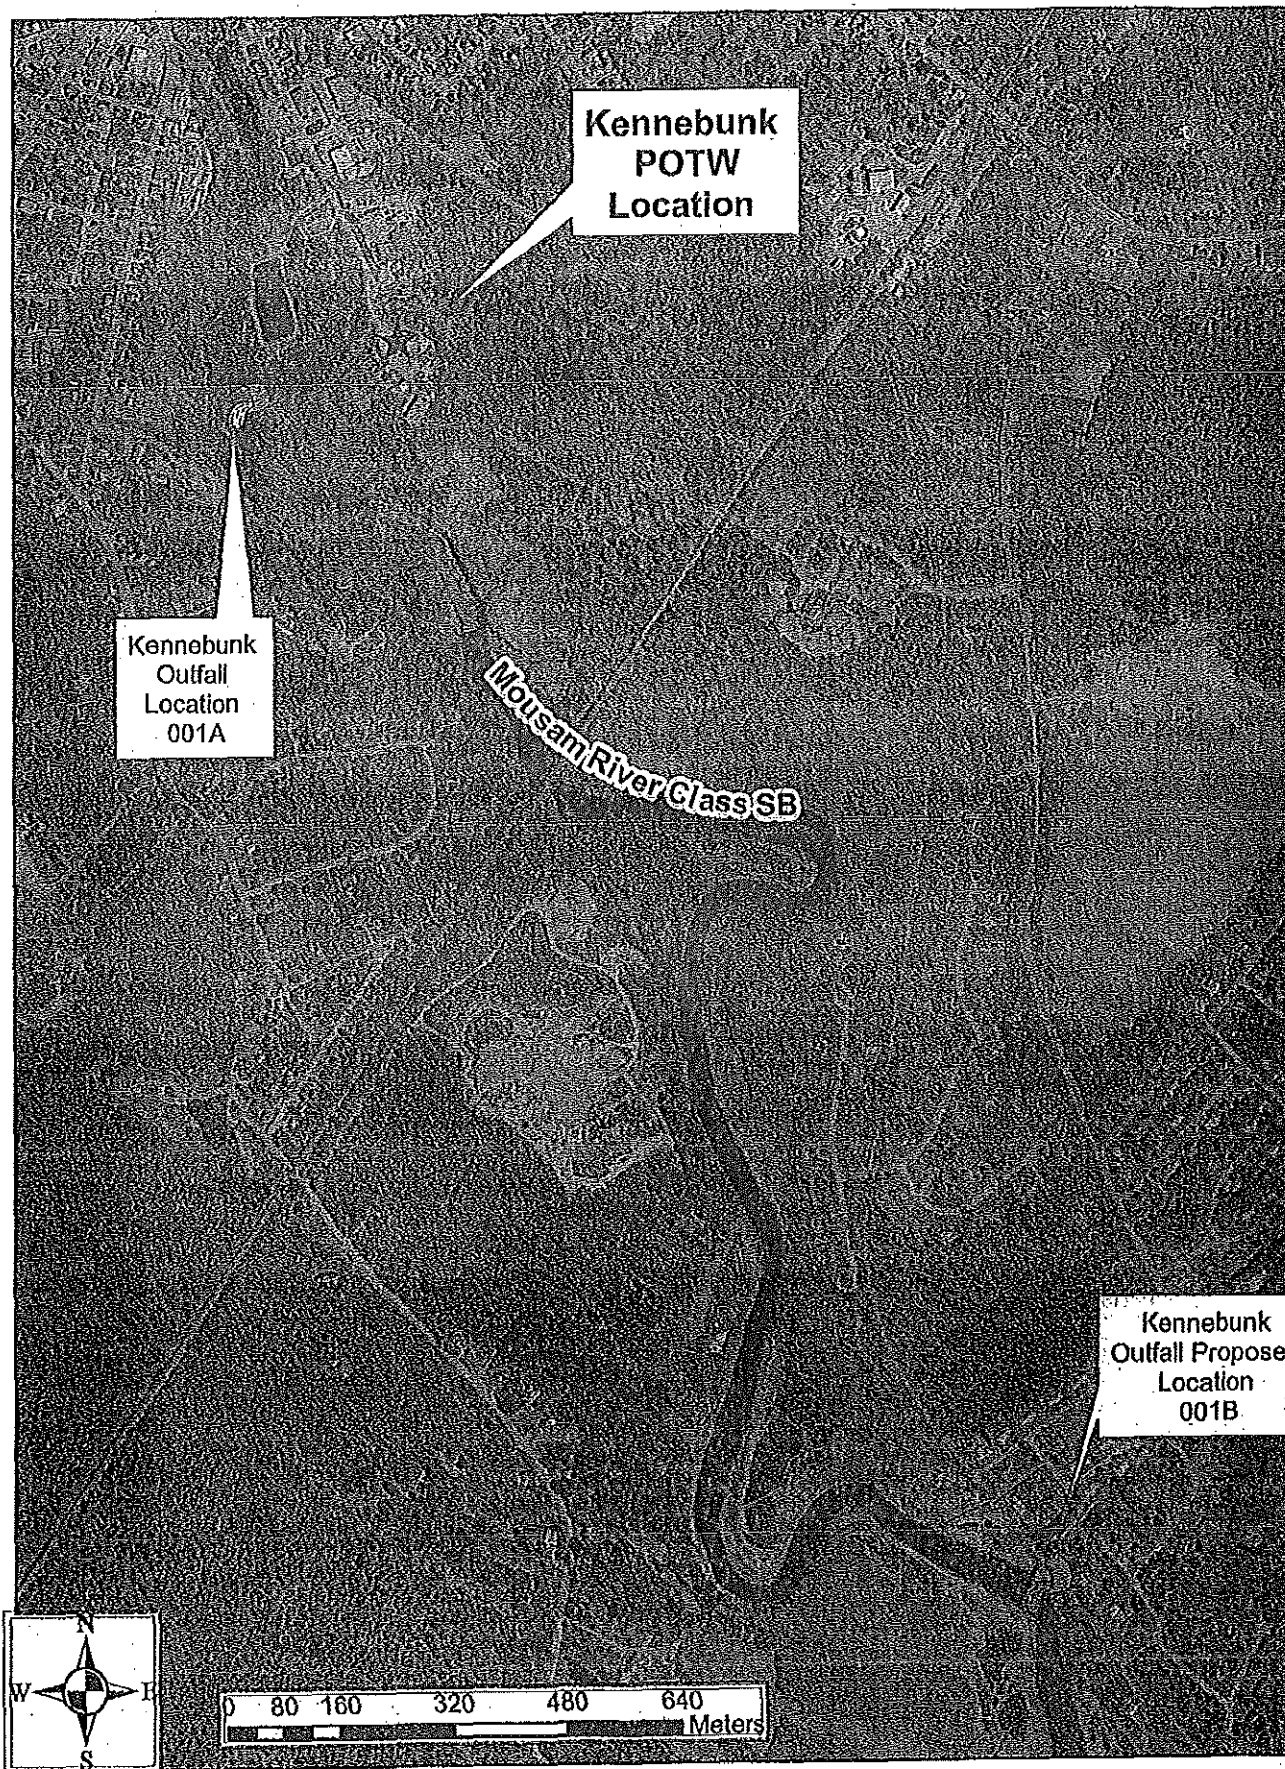 Kennebunk
POTW
Location
Kennebunk
Outfall
Location
001A
Mousam River Class SB
Kennebunk
Outfall Propose
Location
001B
N
W E
S
0 80 160 320 480 640
Meters